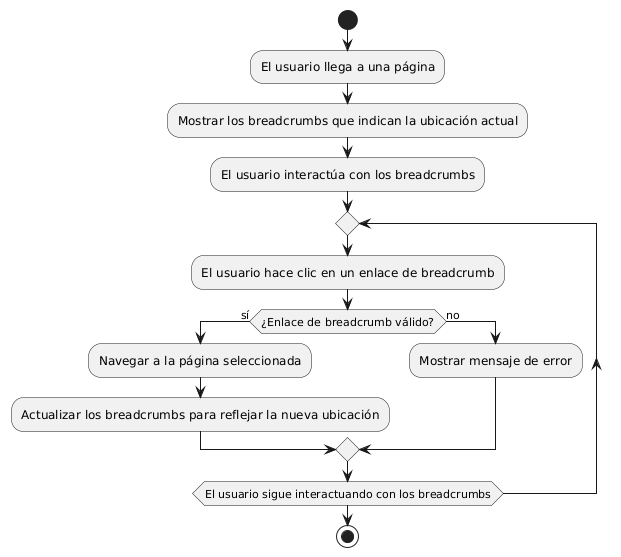 El usuario llega a una página
Mostrar los breadcrumbs que indican la ubicación actual
El usuario interactúa con los breadcrumbs
El usuario hace clic en un enlace de breadcrumb
sí
¿Enlace de breadcrumb válido?
no
Navegar a la página seleccionada
Mostrar mensaje de error
Actualizar los breadcrumbs para reflejar la nueva ubicación
El usuario sigue interactuando con los breadcrumbs